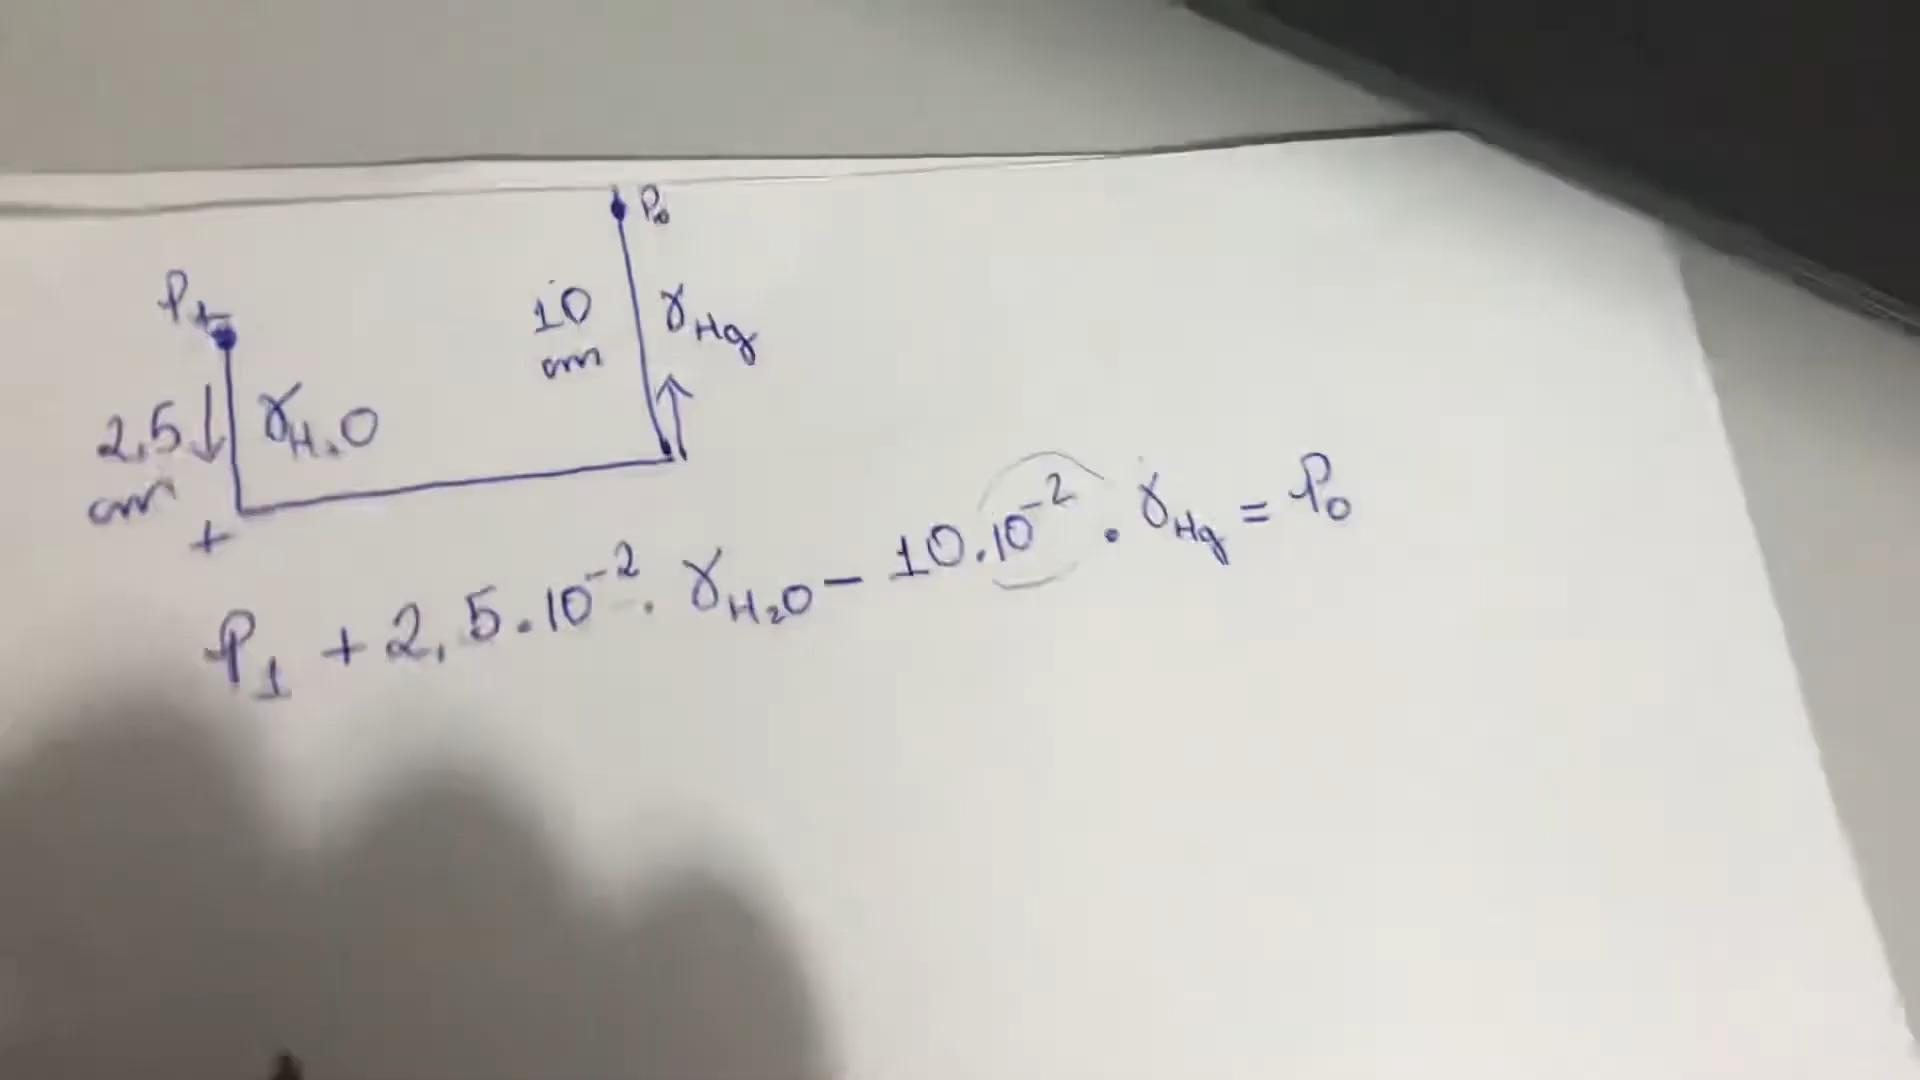 P₀
P₁
10 cm
γHg
2,5 cm
γH₂O
+
P₁ + 2,5.10⁻² . γH₂O − 10.10⁻² . γHg = P₀